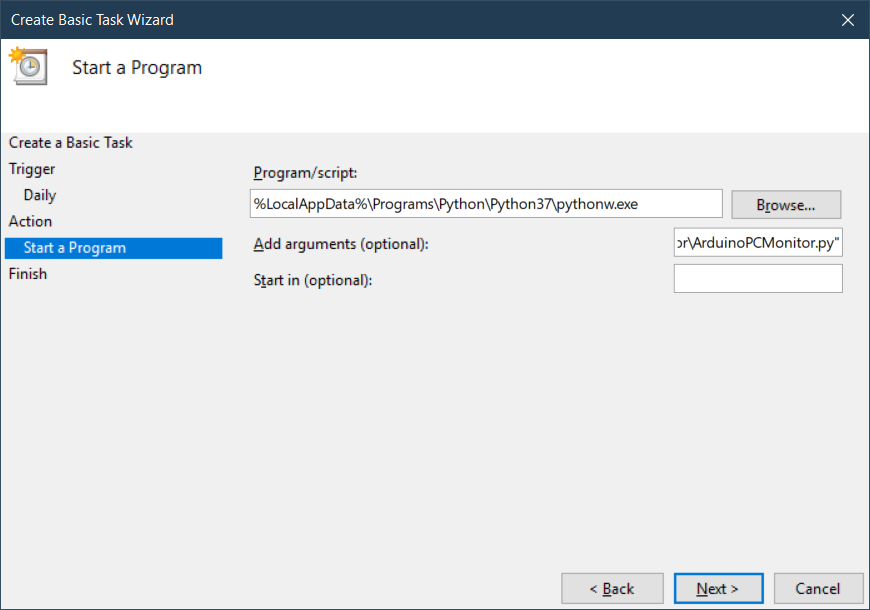 Create Basic Task Wizard
Start a Program
Create a Basic Task
Trigger
Daily
Action
Start a Program
Finish
Program/script:
%LocalAppData%\Programs\Python\Python37\pythonw.exe
Browse...
Add arguments (optional):
or\ArduinoPCMonitor.py"
Start in (optional):
< Back
Next >
Cancel